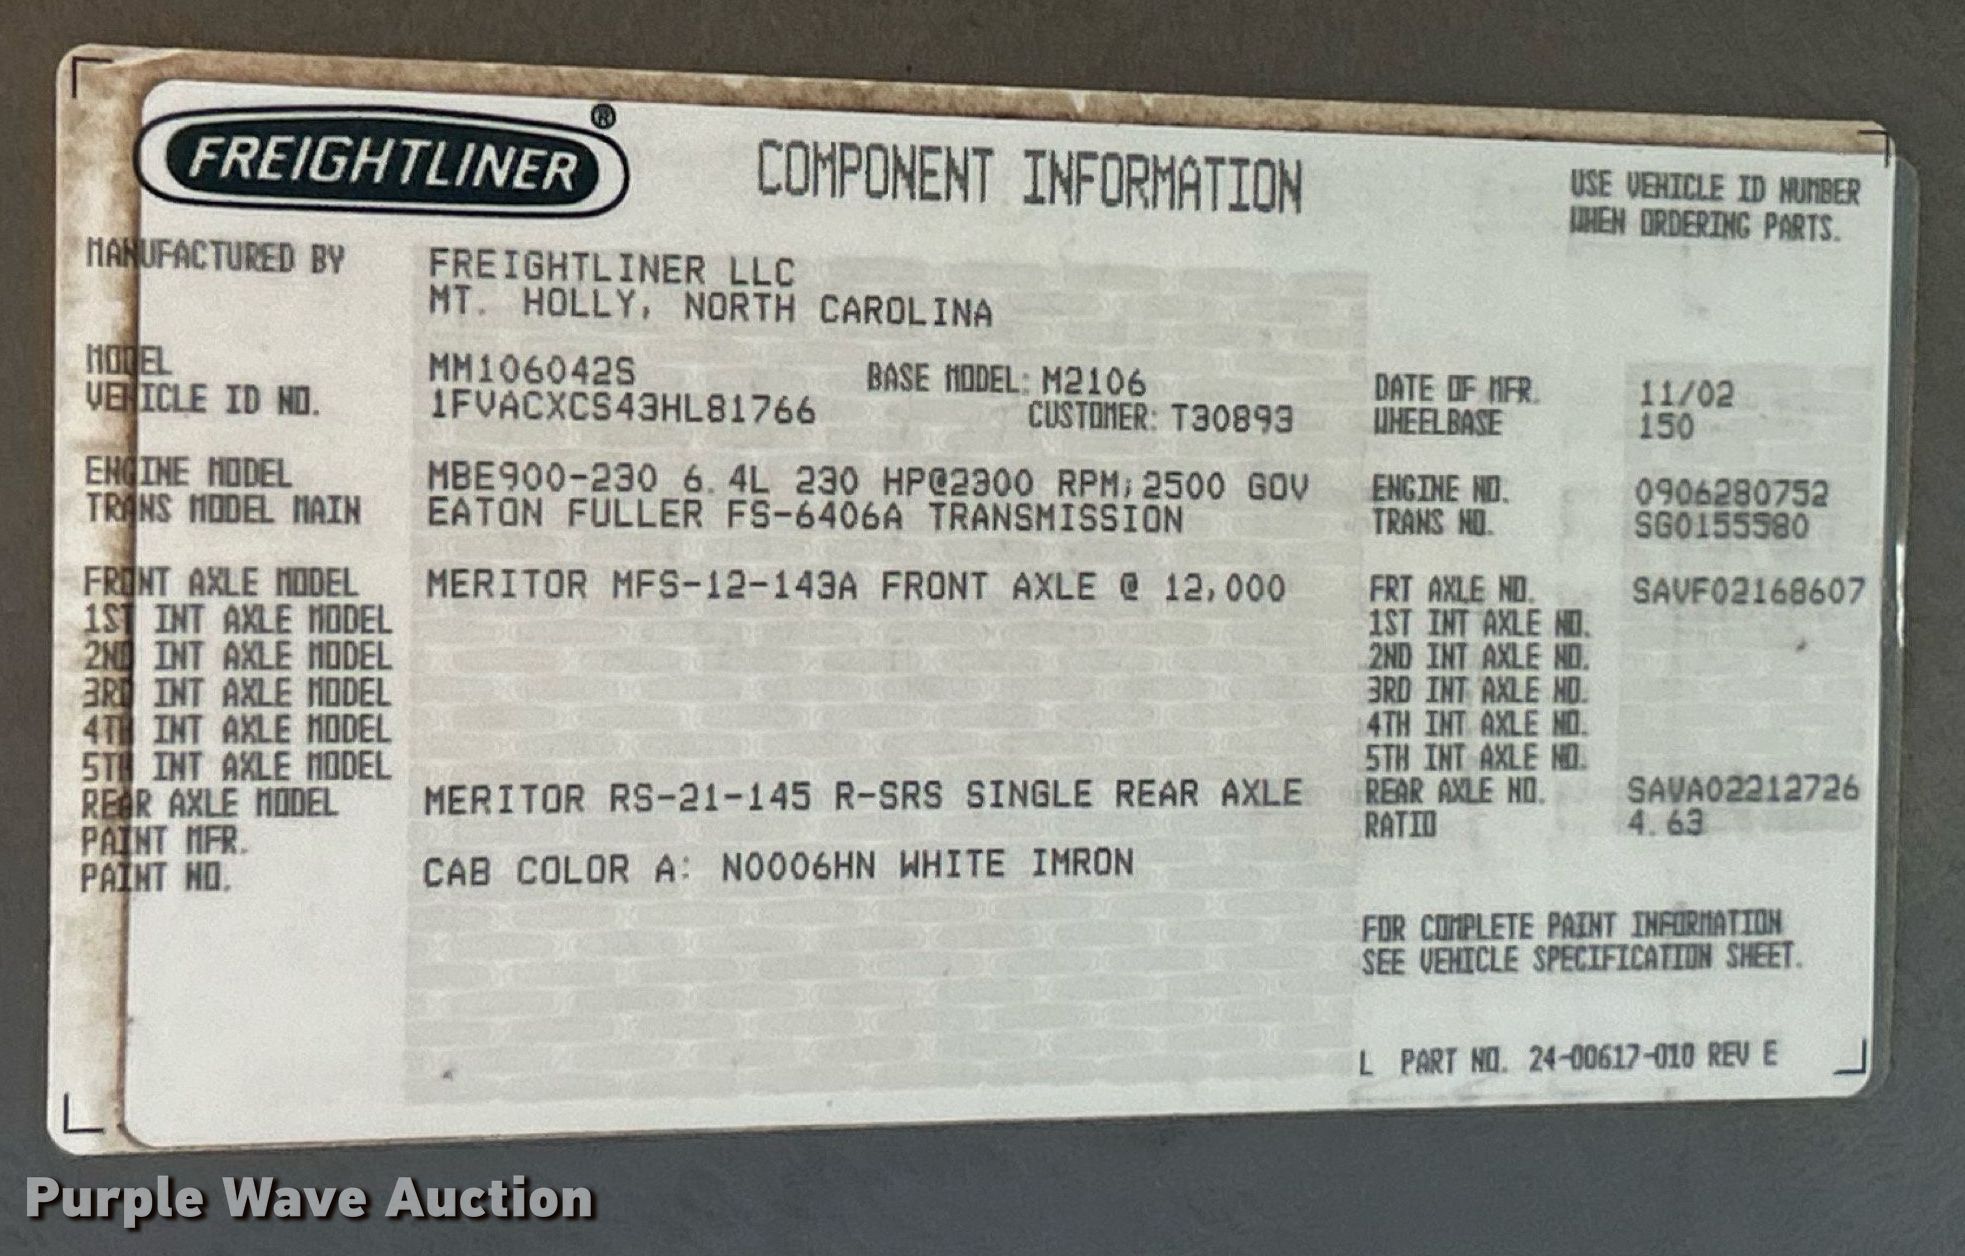 FREIGHTLINER ®
COMPONENT INFORMATION
USE VEHICLE ID NUMBER
WHEN ORDERING PARTS.
MANUFACTURED BY FREIGHTLINER LLC
MT. HOLLY, NORTH CAROLINA
MODEL MM106042S BASE MODEL: M2106 DATE OF MFR. 11/02
VEHICLE ID NO. 1FVACXCS43HL81766 CUSTOMER: T30893 WHEELBASE 150
ENGINE MODEL MBE900-230 6.4L 230 HP@2300 RPM;2500 GOV ENGINE NO. 0906280752
TRANS MODEL MAIN EATON FULLER FS-6406A TRANSMISSION TRANS NO. SG0155580
FRONT AXLE MODEL MERITOR MFS-12-143A FRONT AXLE @ 12,000 FRT AXLE NO. SAVF02168607
1ST INT AXLE MODEL 1ST INT AXLE NO.
2ND INT AXLE MODEL 2ND INT AXLE NO.
3RD INT AXLE MODEL 3RD INT AXLE NO.
4TH INT AXLE MODEL 4TH INT AXLE NO.
5TH INT AXLE MODEL 5TH INT AXLE NO.
REAR AXLE MODEL MERITOR RS-21-145 R-SRS SINGLE REAR AXLE REAR AXLE NO. SAVA02212726
PAINT MFR. RATIO 4.63
PAINT NO. CAB COLOR A: N0006HN WHITE IMRON
FOR COMPLETE PAINT INFORMATION
SEE VEHICLE SPECIFICATION SHEET.
L PART NO. 24-00617-010 REV E
Purple Wave Auction